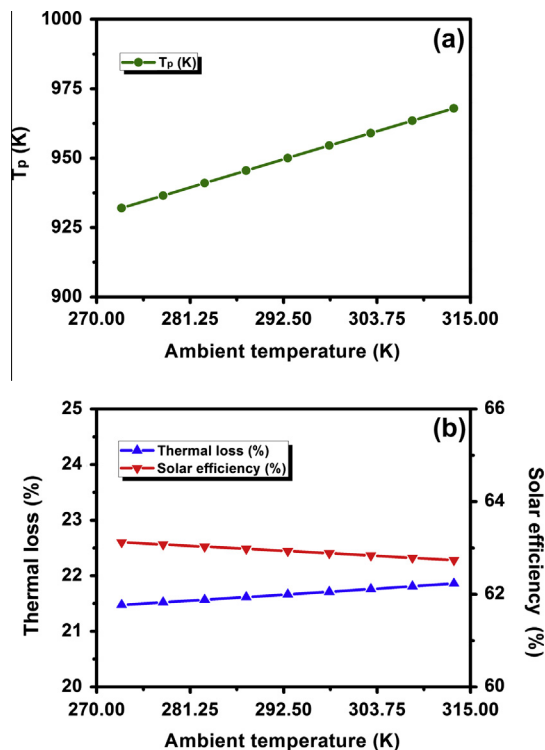 (a)
Tp (K)
1000
975
950
925
900
Tp (K)
270.00 281.25 292.50 303.75 315.00
Ambient temperature (K)
(b)
Thermal loss (%)
Solar efficiency (%)
25
24
23
22
21
20
Thermal loss (%)
66
64
62
60
Solar efficiency (%)
270.00 281.25 292.50 303.75 315.00
Ambient temperature (K)